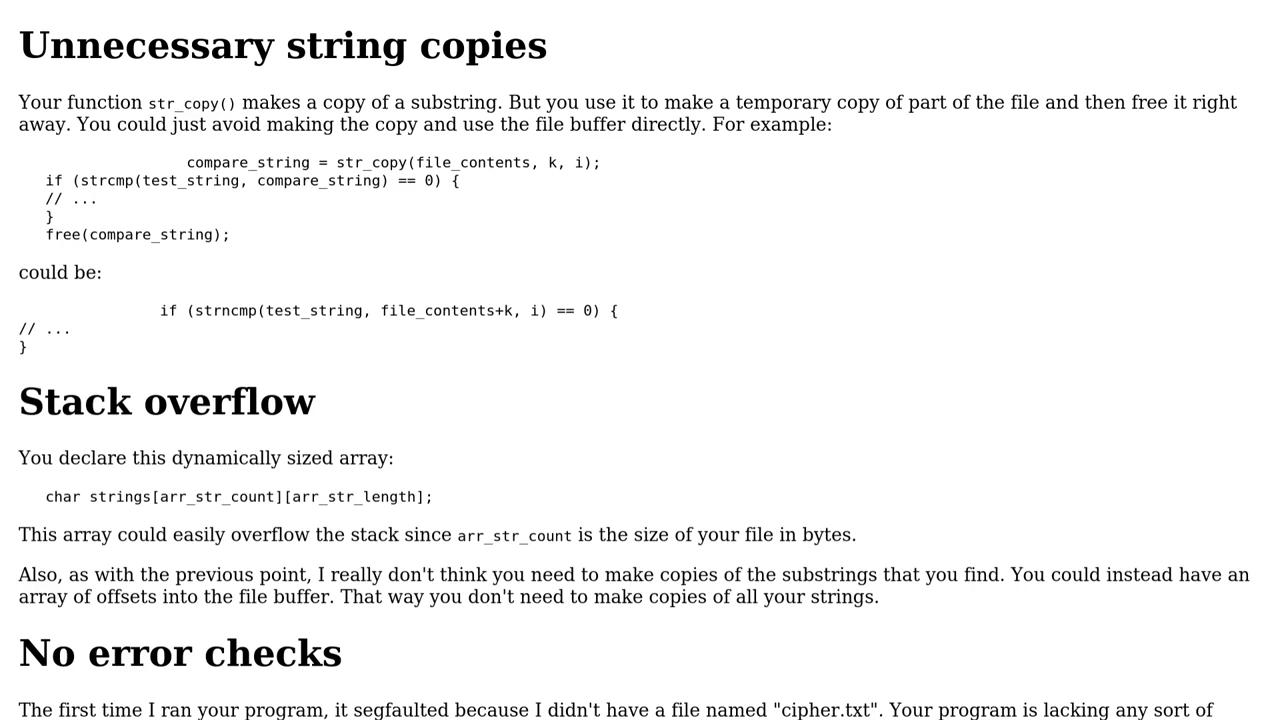 Unnecessary string copies
Your function str_copy() makes a copy of a substring. But you use it to make a temporary copy of part of the file and then free it right
away. You could just avoid making the copy and use the file buffer directly. For example:
compare_string = str_copy(file_contents, k, i);
if (strcmp(test_string, compare_string) == 0) {
// ...
}
free(compare_string);
could be:
if (strncmp(test_string, file_contents+k, i) == 0) {
// ...
}
Stack overflow
You declare this dynamically sized array:
char strings[arr_str_count][arr_str_length];
This array could easily overflow the stack since arr_str_count is the size of your file in bytes.
Also, as with the previous point, I really don't think you need to make copies of the substrings that you find. You could instead have an
array of offsets into the file buffer. That way you don't need to make copies of all your strings.
No error checks
The first time I ran your program, it segfaulted because I didn't have a file named "cipher.txt". Your program is lacking any sort of